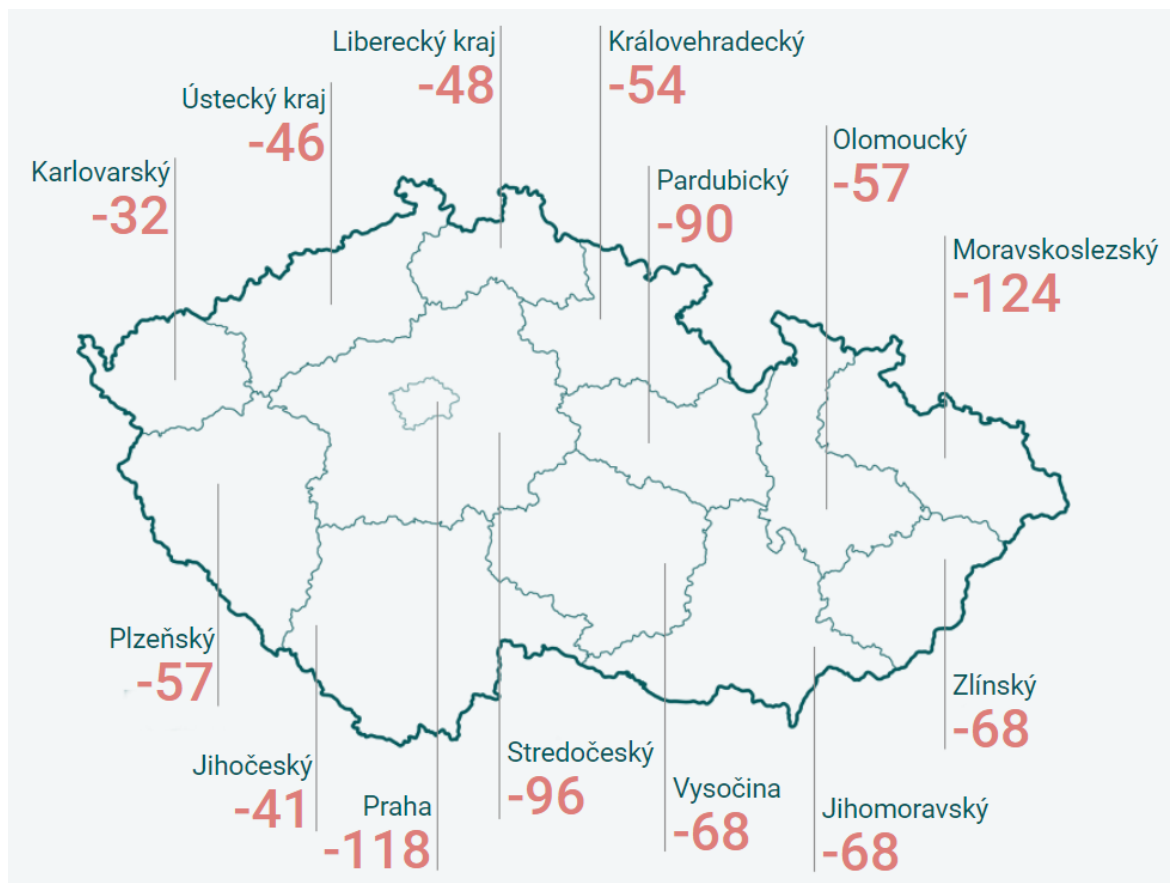 Liberecký kraj
-48
Královehradecký
-54
Ústecký kraj
-46
Olomoucký
-57
Karlovarský
-32
Pardubický
-90
Moravskoslezský
-124
Plzeňský
-57
Zlínský
-68
Jihočeský
-41
Praha
-118
Stredočeský
-96
Vysočina
-68
Jihomoravský
-68